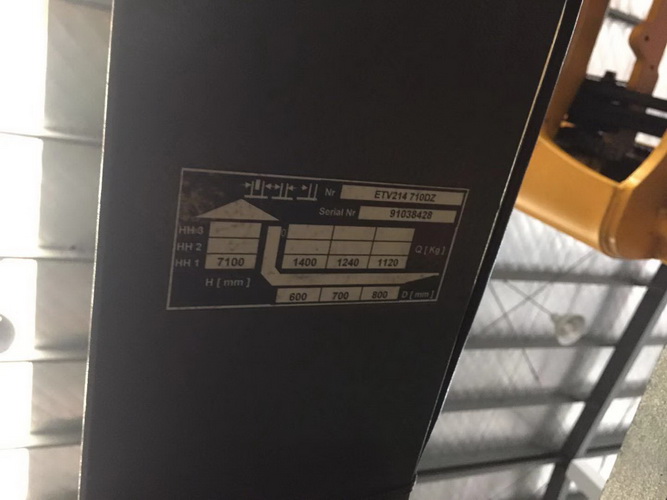 Nr ETV214 710DZ
Serial Nr 91038428
HH 3
HH 2 Q [ Kg ]
HH 1 7100 1400 1240 1120
H [ mm ] 600 700 800 D [ mm ]